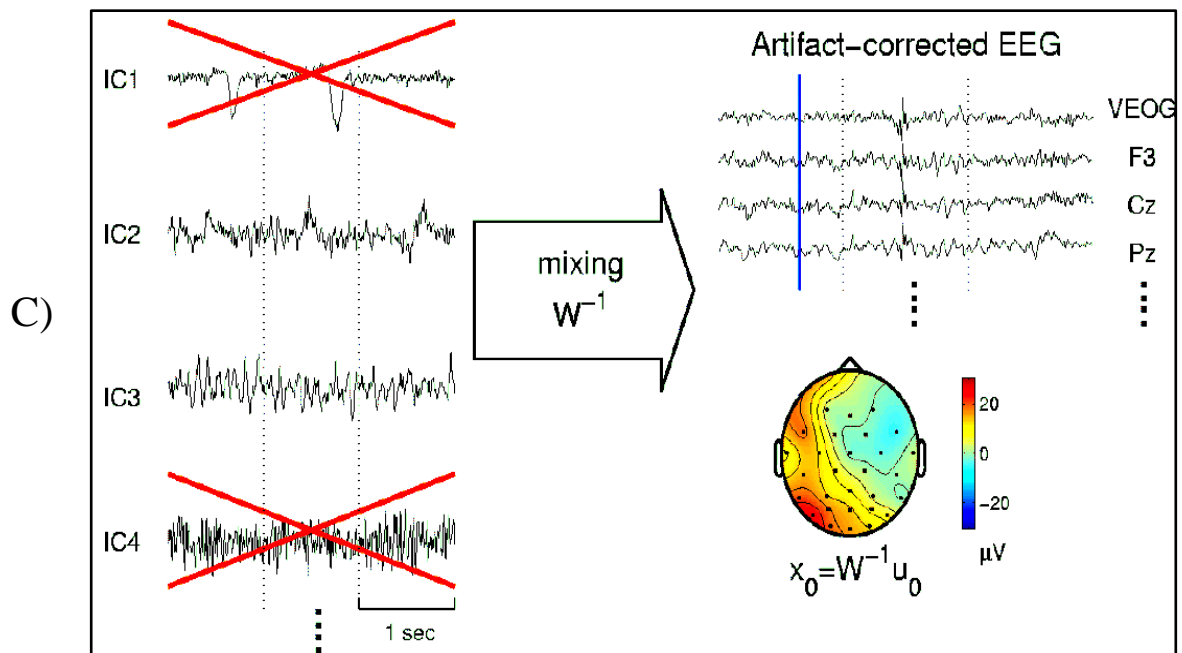 C)
IC1
IC2
IC3
IC4
1 sec
mixing
W⁻¹
Artifact-corrected EEG
VEOG
F3
Cz
Pz
20
0
-20
μV
x₀=W⁻¹u₀